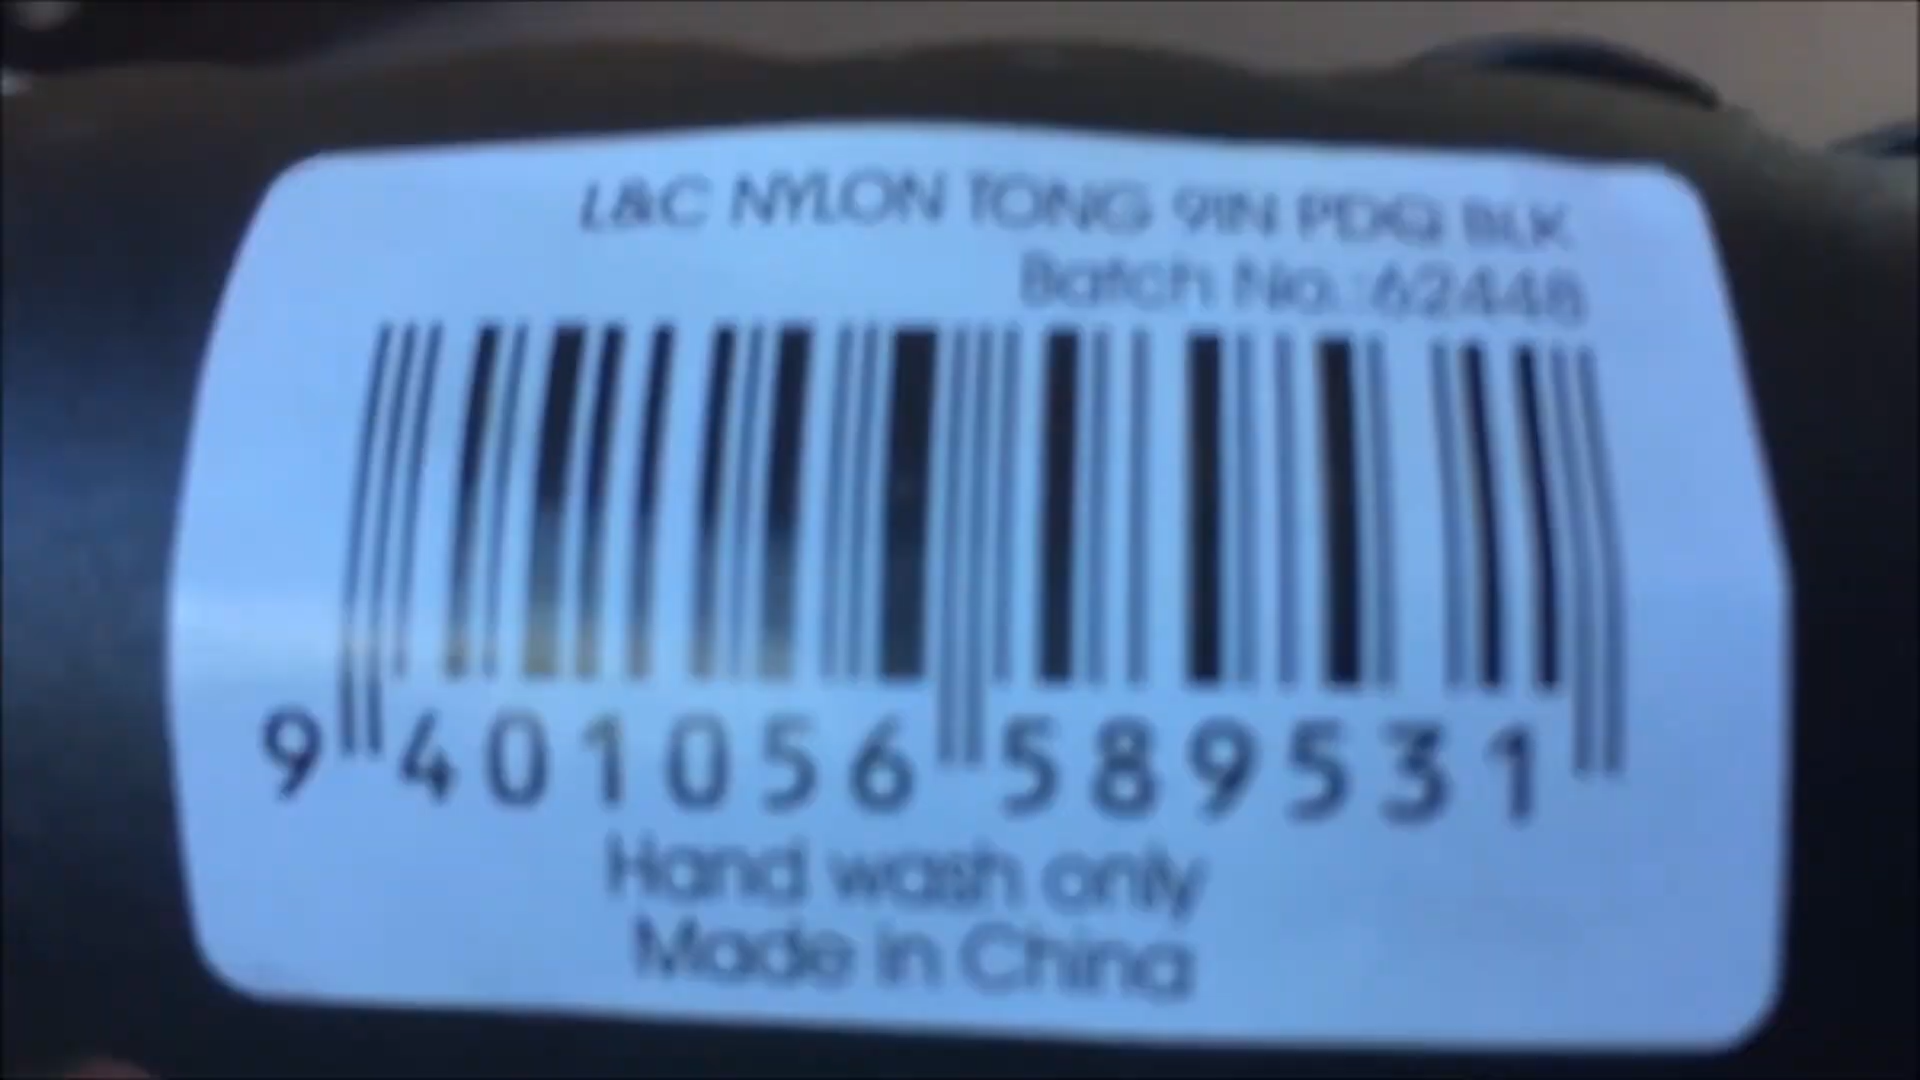 L&C NYLON TONG 9IN PDQ BLK
Batch No.:62448
9 401056 589531
Hand wash only
Made in China